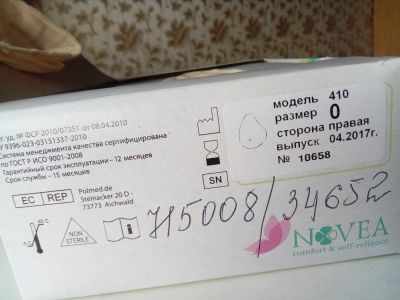 г. уд. № ФСР 2010/07351 от 08.04.2010
У 9396-023-03151337-2010
Система менеджмента качества сертифицирована
по ГОСТ Р ИСО 9001-2008
Гарантийный срок эксплуатации - 12 месяцев
Срок службы - 15 месяцев
EC REP
Polmed.de
Steinacker 20 D -
73773 Aichwald
SN
модель 410
размер 0
сторона правая
выпуск 04.2017г.
№ 10658
NON
STERILE
Н5008/34652
NOVEA
comfort & self-reliance